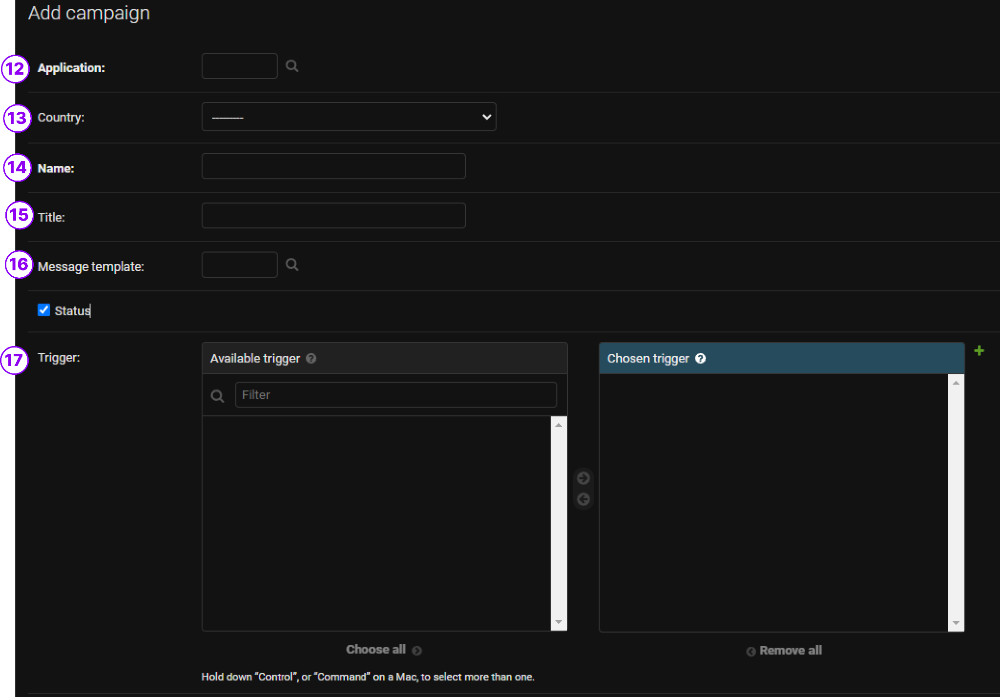 Add campaign
12 Application:
13 Country: ---------
14 Name:
15 Title:
16 Message template:
Status
17 Trigger:
Available trigger ?
Chosen trigger ?
Filter
Choose all
Remove all
Hold down “Control”, or “Command” on a Mac, to select more than one.